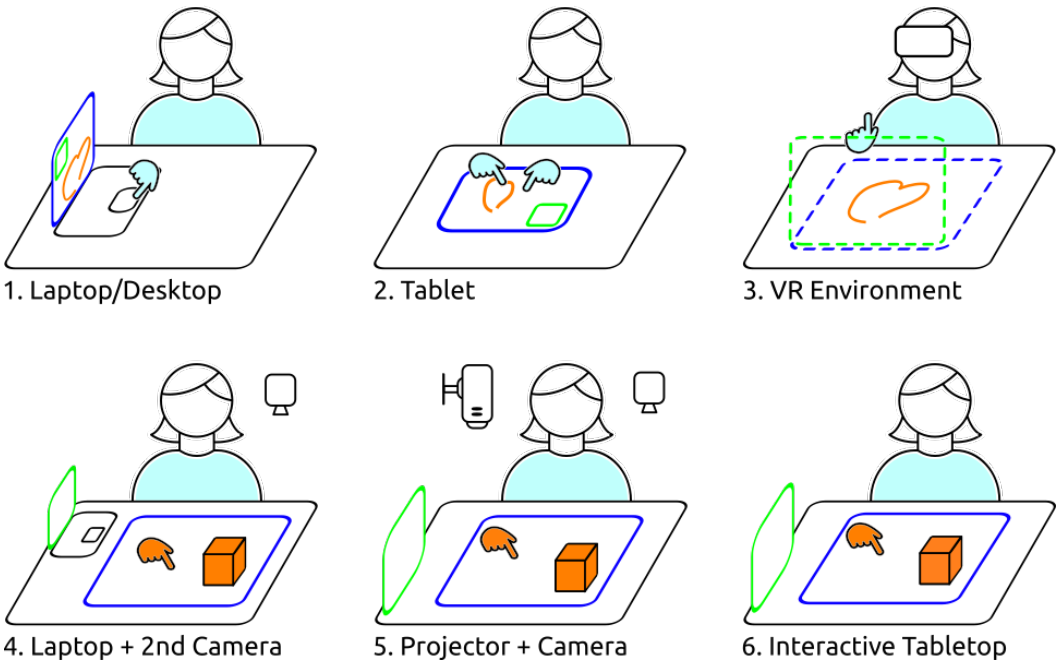 1. Laptop/Desktop
2. Tablet
3. VR Environment
4. Laptop + 2nd Camera
5. Projector + Camera
6. Interactive Tabletop